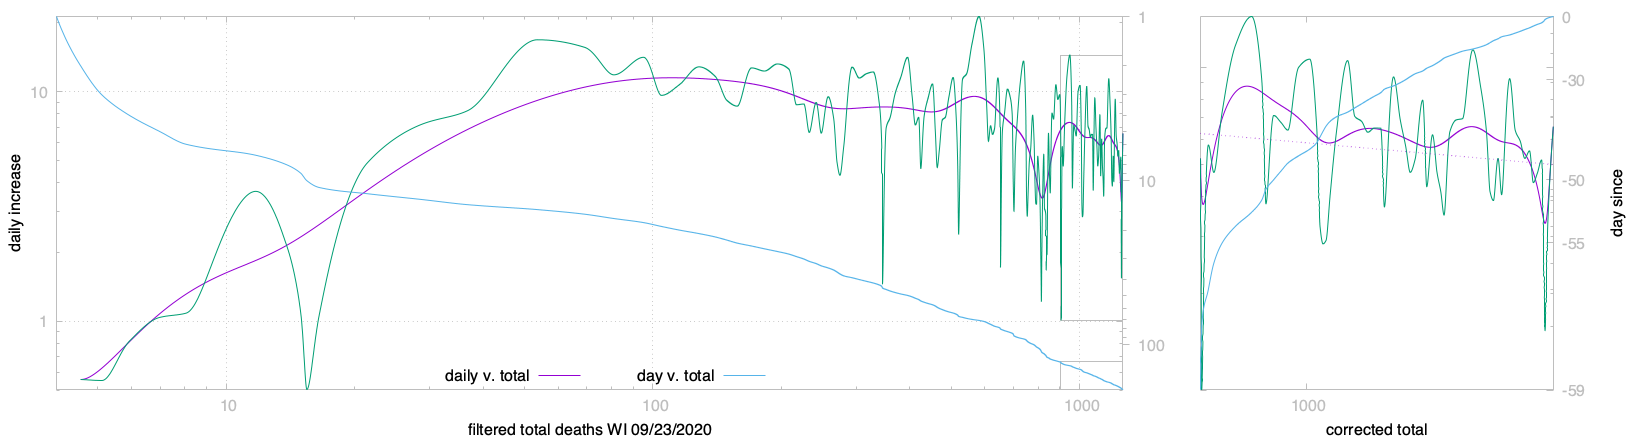 daily increase
10
1
10
100
1000
1
10
100
daily v. total
day v. total
filtered total deaths WI 09/23/2020
1000
corrected total
0
-30
-50
-55
-59
day since